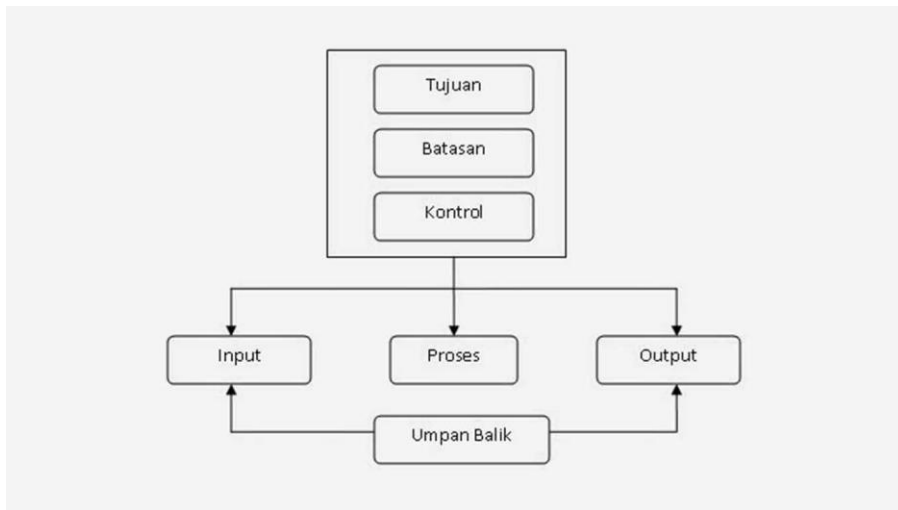 Tujuan
Batasan
Kontrol
Input
Proses
Output
Umpan Balik